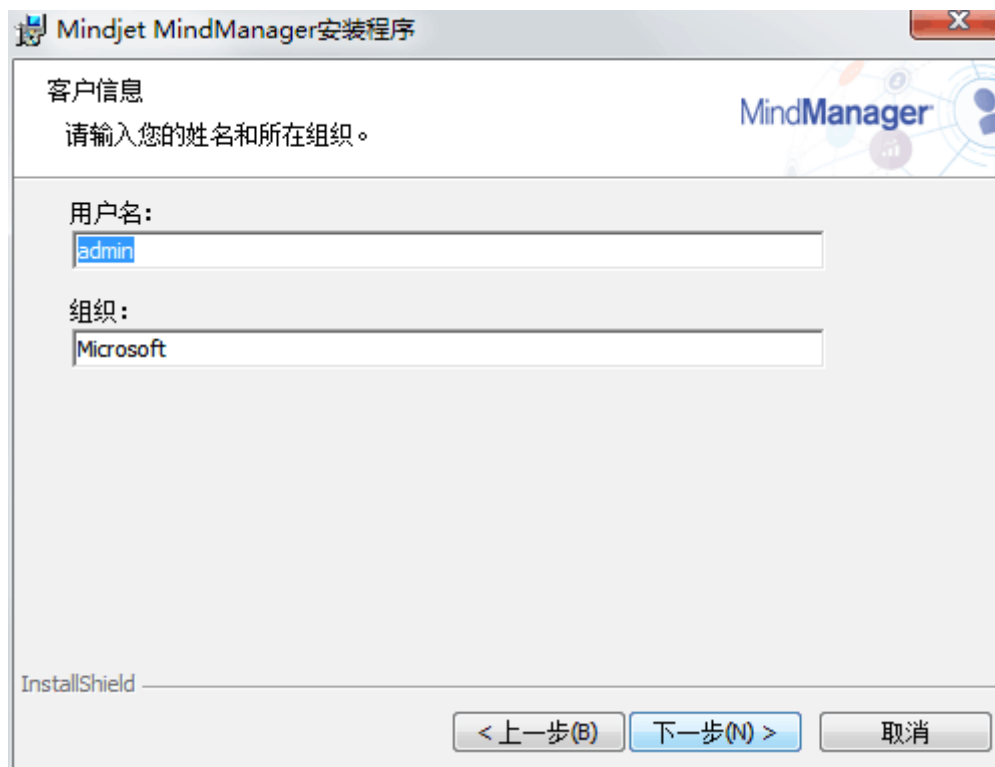 Mindjet MindManager安装程序
客户信息
请输入您的姓名和所在组织。
MindManager
用户名:
admin
组织:
Microsoft
InstallShield
<上一步(B)
下一步(N) >
取消